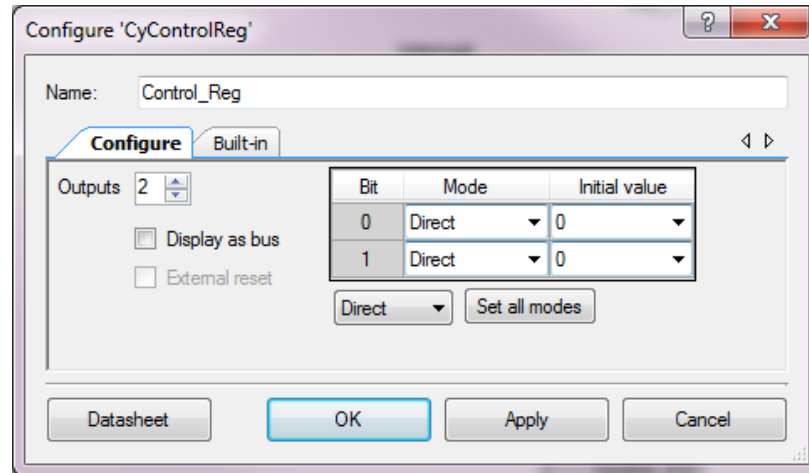 Configure 'CyControlReg'
Name: Control_Reg
Configure Built-in
Outputs 2
Display as bus
External reset
Bit Mode Initial value
0 Direct 0
1 Direct 0
Direct Set all modes
Datasheet OK Apply Cancel